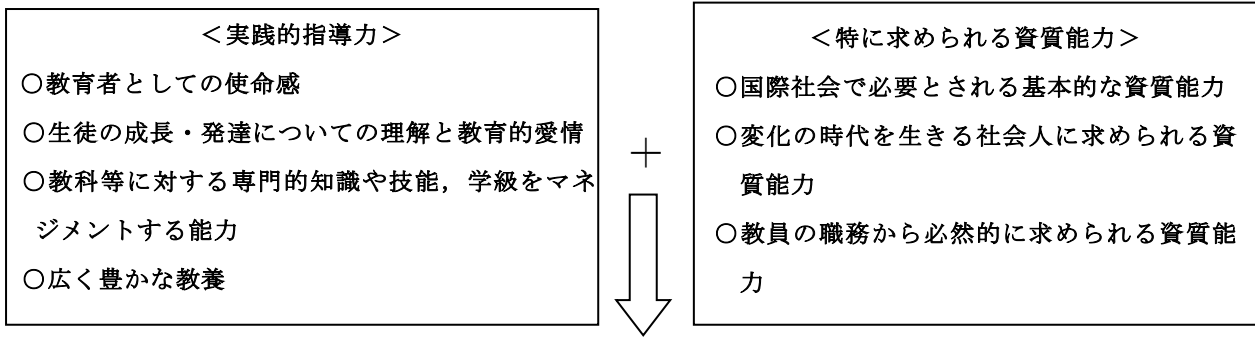 ＜実践的指導力＞
○教育者としての使命感
○生徒の成長・発達についての理解と教育的愛情
○教科等に対する専門的知識や技能，学級をマネ
ジメントする能力
○広く豊かな教養
＋
＜特に求められる資質能力＞
○国際社会で必要とされる基本的な資質能力
○変化の時代を生きる社会人に求められる資
質能力
○教員の職務から必然的に求められる資質能
力